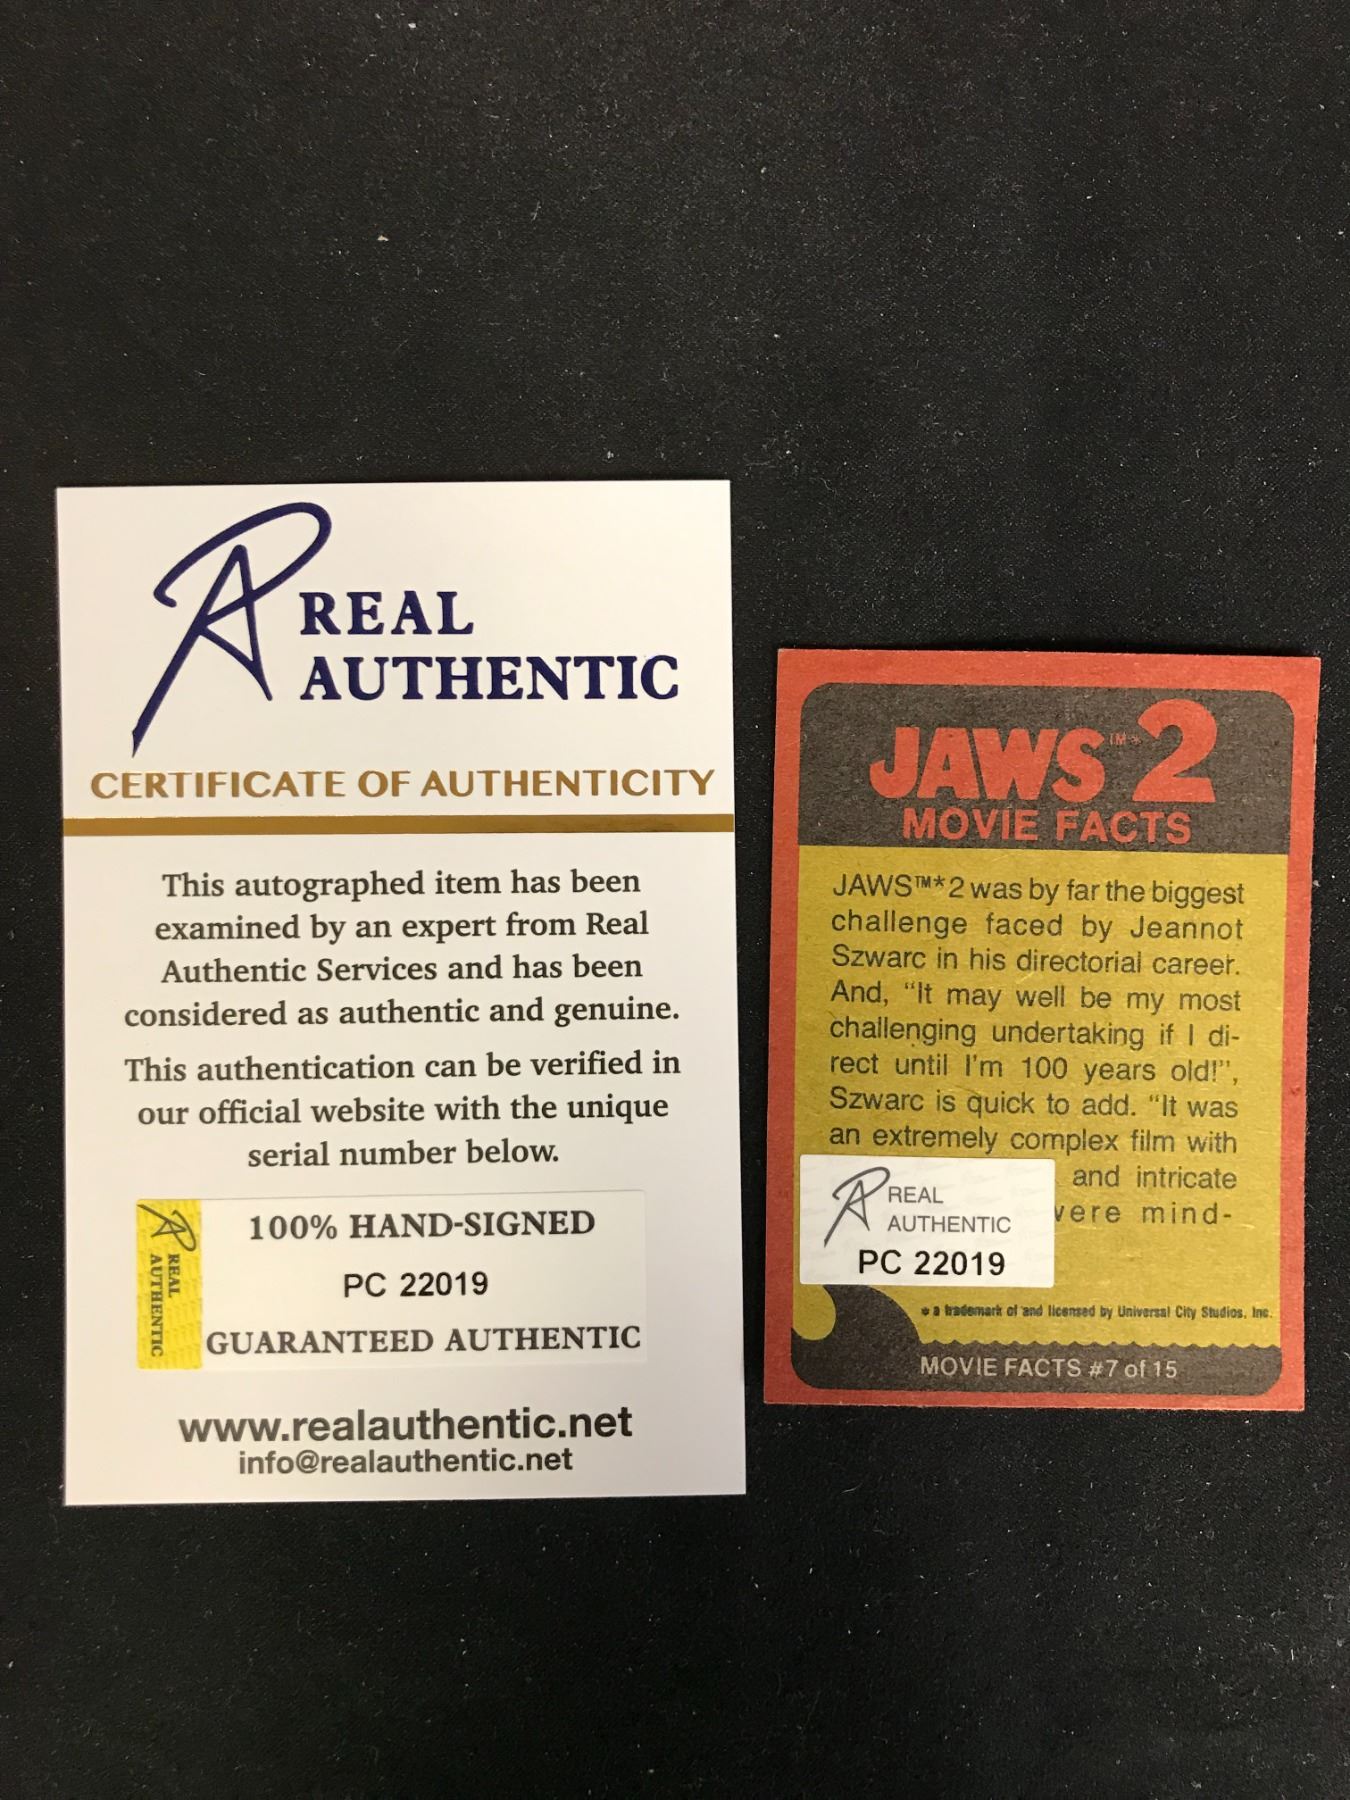 REAL
AUTHENTIC
CERTIFICATE OF AUTHENTICITY
This autographed item has been
examined by an expert from Real
Authentic Services and has been
considered as authentic and genuine.
This authentication can be verified in
our official website with the unique
serial number below.
REAL
AUTHENTIC
100% HAND-SIGNED
PC 22019
GUARANTEED AUTHENTIC
www.realauthentic.net
info@realauthentic.net
JAWS™* 2
MOVIE FACTS
JAWS™*2 was by far the biggest
challenge faced by Jeannot
Szwarc in his directorial career.
And, “It may well be my most
challenging undertaking if I di-
rect until I'm 100 years old!”,
Szwarc is quick to add. “It was
an extremely complex film with
and intricate
were mind-
REAL
AUTHENTIC
PC 22019
* a trademark of and licensed by Universal City Studios, Inc.
MOVIE FACTS #7 of 15